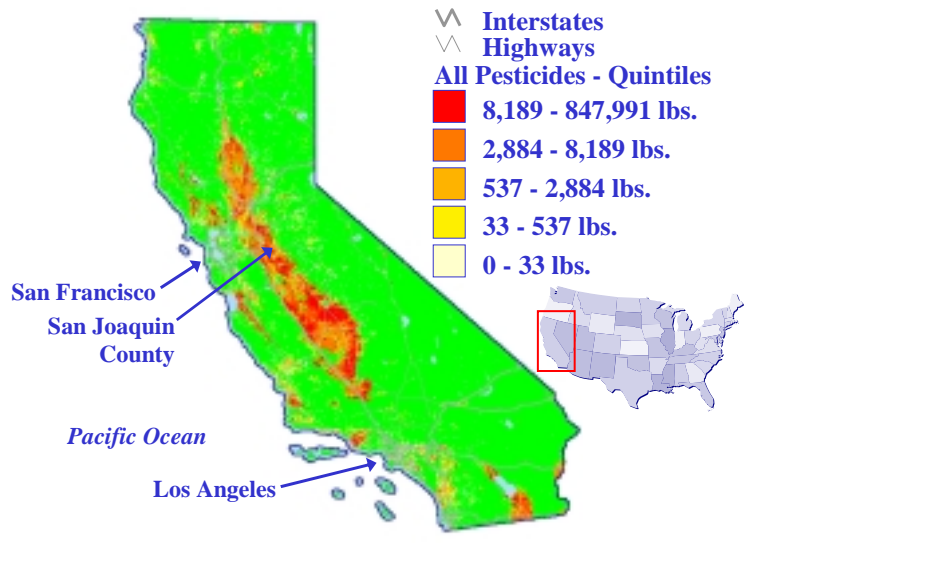 Interstates
Highways
All Pesticides - Quintiles
8,189 - 847,991 lbs.
2,884 - 8,189 lbs.
537 - 2,884 lbs.
33 - 537 lbs.
0 - 33 lbs.
San Francisco
San Joaquin
County
Pacific Ocean
Los Angeles